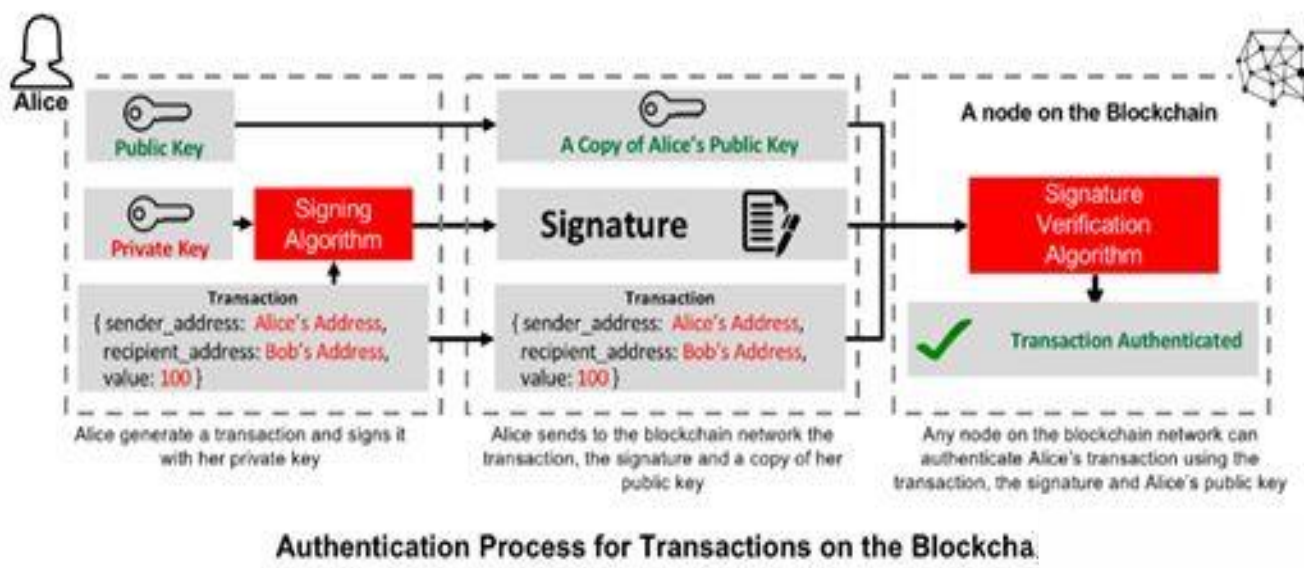 Alice
Public Key
Private Key
Signing
Algorithm
Transaction
{ sender_address: Alice's Address,
recipient_address: Bob's Address,
value: 100 }
Alice generate a transaction and signs it
with her private key
A Copy of Alice's Public Key
Signature
Transaction
{ sender_address: Alice's Address,
recipient_address: Bob's Address,
value: 100 }
Alice sends to the blockchain network the
transaction, the signature and a copy of her
public key
A node on the Blockchain
Signature
Verification
Algorithm
Transaction Authenticated
Any node on the blockchain network can
authenticate Alice's transaction using the
transaction, the signature and Alice's public key
Authentication Process for Transactions on the Blockcha